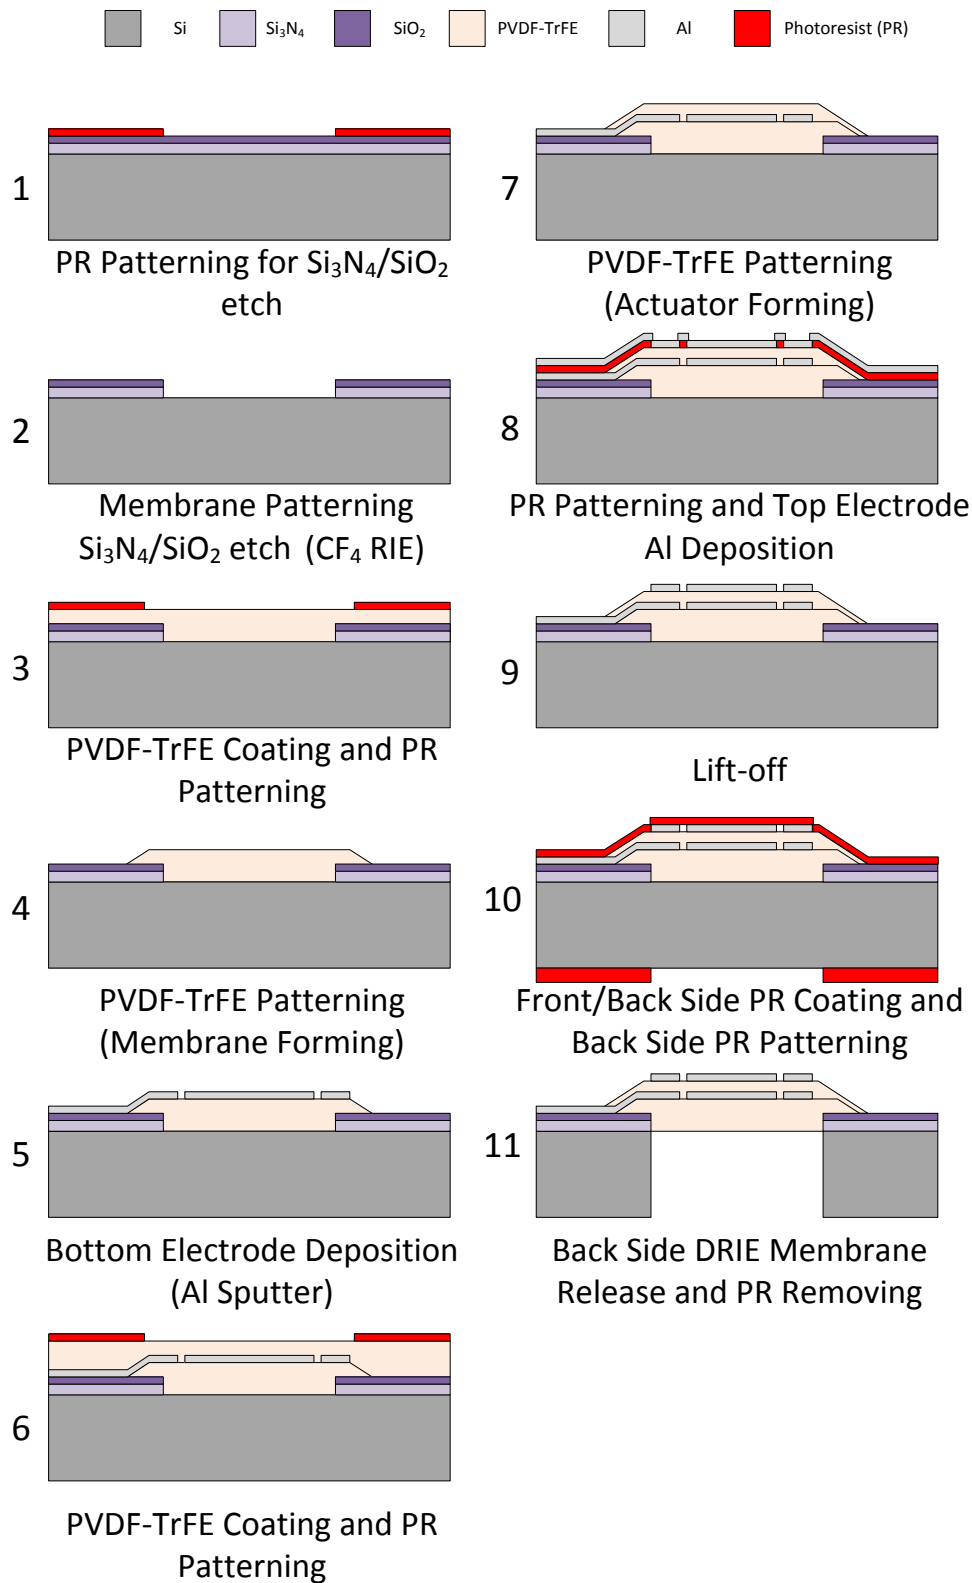 Si
Si₃N₄
SiO₂
PVDF-TrFE
Al
Photoresist (PR)
1
PR Patterning for Si₃N₄/SiO₂
etch
2
Membrane Patterning
Si₃N₄/SiO₂ etch (CF₄ RIE)
3
PVDF-TrFE Coating and PR
Patterning
4
PVDF-TrFE Patterning
(Membrane Forming)
5
Bottom Electrode Deposition
(Al Sputter)
6
PVDF-TrFE Coating and PR
Patterning
7
PVDF-TrFE Patterning
(Actuator Forming)
8
PR Patterning and Top Electrode
Al Deposition
9
Lift-off
10
Front/Back Side PR Coating and
Back Side PR Patterning
11
Back Side DRIE Membrane
Release and PR Removing